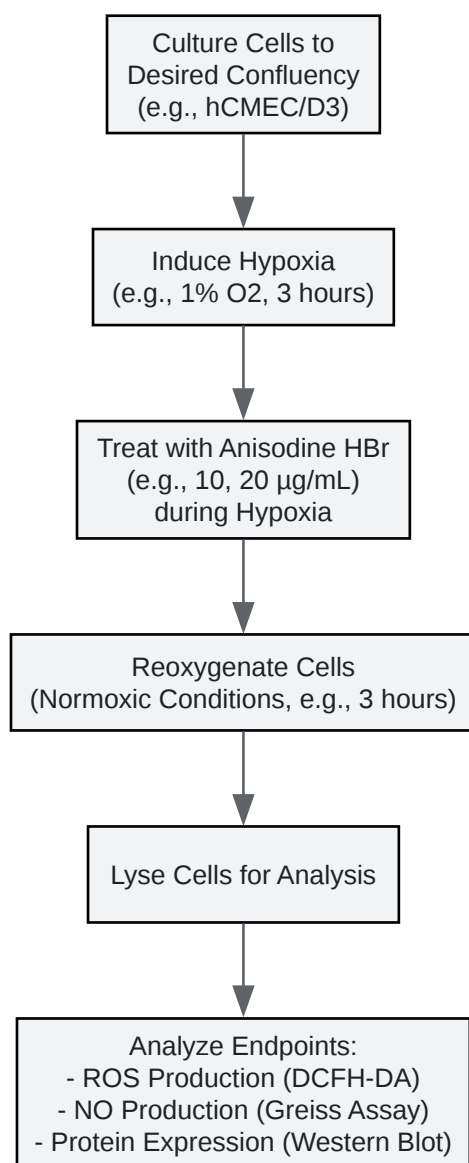 Culture Cells to
Desired Confluency
(e.g., hCMEC/D3)
Induce Hypoxia
(e.g., 1% O2, 3 hours)
Treat with Anisodine HBr
(e.g., 10, 20 µg/mL)
during Hypoxia
Reoxygenate Cells
(Normoxic Conditions, e.g., 3 hours)
Lyse Cells for Analysis
Analyze Endpoints:
- ROS Production (DCFH-DA)
- NO Production (Greiss Assay)
- Protein Expression (Western Blot)